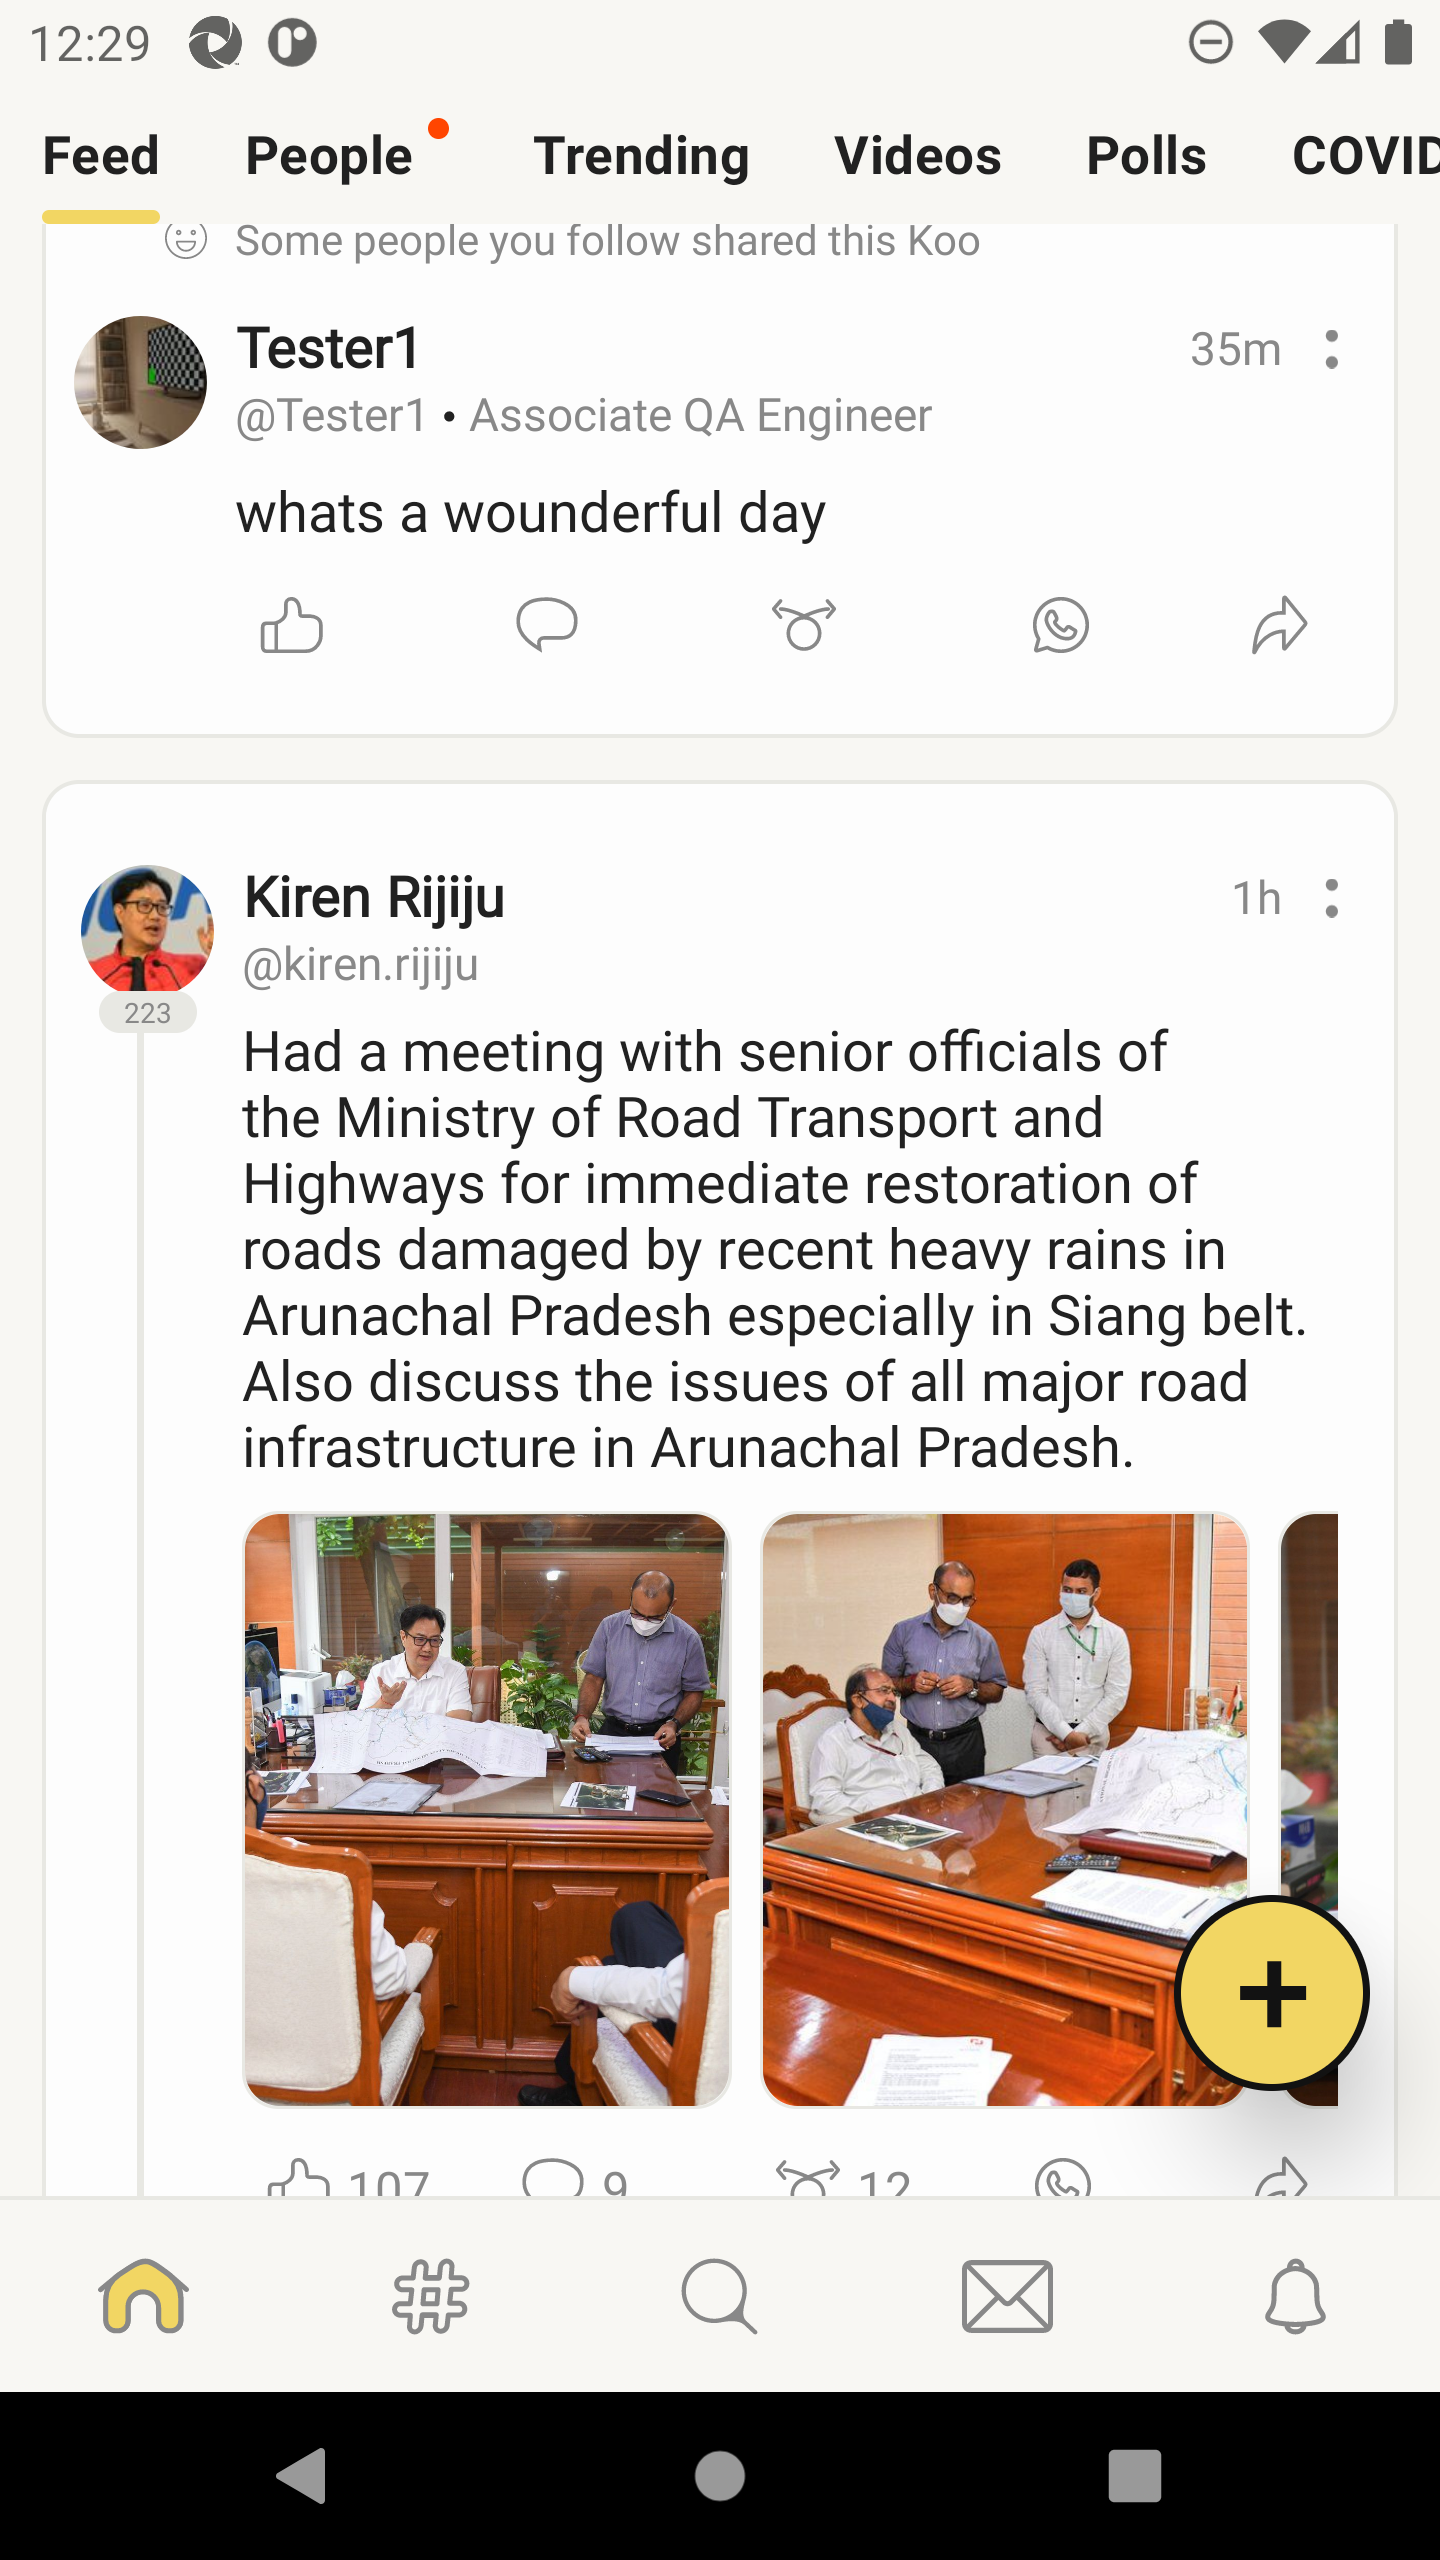 12:29
Feed People Trending Videos Polls COVID
Some people you follow shared this Koo
Tester1 35m
@Tester1 • Associate QA Engineer
whats a wounderful day
Kiren Rijiju 1h
@kiren.rijiju
223
Had a meeting with senior officials of
the Ministry of Road Transport and
Highways for immediate restoration of
roads damaged by recent heavy rains in
Arunachal Pradesh especially in Siang belt.
Also discuss the issues of all major road
infrastructure in Arunachal Pradesh.
107 9 12